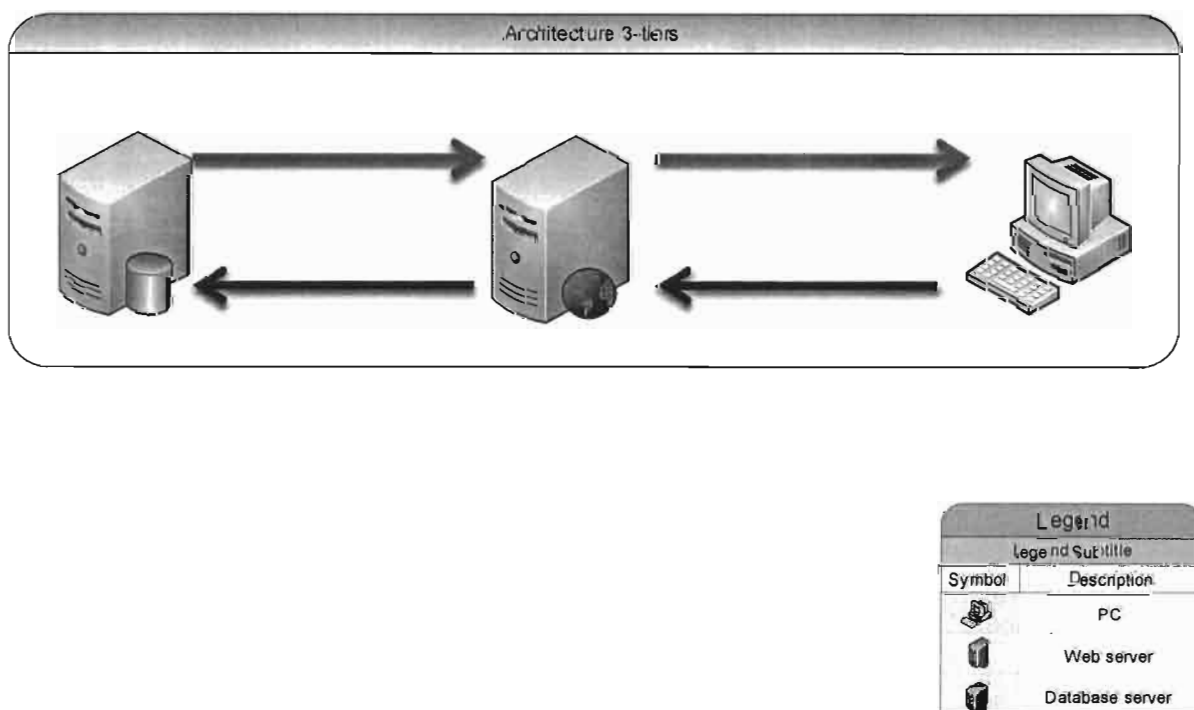 Architecture 3-tiers
Legend
Legend Subtitle
Symbol Description
PC
Web server
Database server